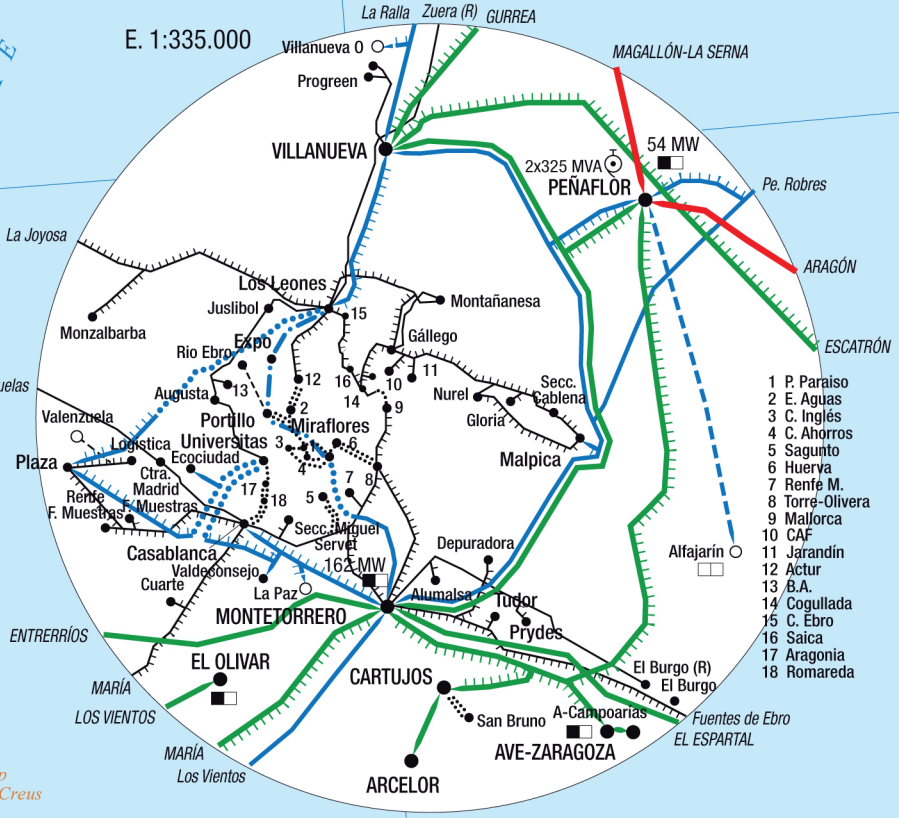 La Ralla
Zuera (R)
GURREA
E. 1:335.000
Villanueva 0
Progreen
MAGALLÓN-LA SERNA
VILLANUEVA
54 MW
2x325 MVA
PEÑAFLOR
Pe. Robres
La Joyosa
ARAGÓN
Los Leones
Juslibol
15
Montañanesa
Monzalbarba
Expo
Gállego
ESCATRÓN
Rio Ebro
16
10
11
12
13
14
Augusta
Nurel
Secc.
Cablena
Gloria
uelas
2
9
Portillo
Miraflores
Valenzuela
Universitas
3
6
Logistica
Ecociudad
4
Malpica
Plaza
Ctra.
Madrid
17
7
8
Renfe
F. Muestras
F. Muestras
18
5
Secc. Miguel
Servet
Casablanca
162 MW
Depuradora
Alfajarín
Valdesonsejo
Cuarte
La Paz
Alumalsa
MONTETORRERO
Tudor
Prydes
ENTRERRÍOS
EL OLIVAR
CARTUJOS
El Burgo (R)
El Burgo
MARÍA
LOS VIENTOS
San Bruno
A-Campoarias
Fuentes de Ebro
EL ESPARTAL
MARÍA
Los Vientos
AVE-ZARAGOZA
ARCELOR
1 P. Paraiso
2 E. Aguas
3 C. Inglés
4 C. Ahorros
5 Sagunto
6 Huerva
7 Renfe M.
8 Torre-Olivera
9 Mallorca
10 CAF
11 Jarandín
12 Actur
13 B.A.
14 Cogullada
15 C. Ebro
16 Saica
17 Aragonia
18 Romareda
p
Creus
E